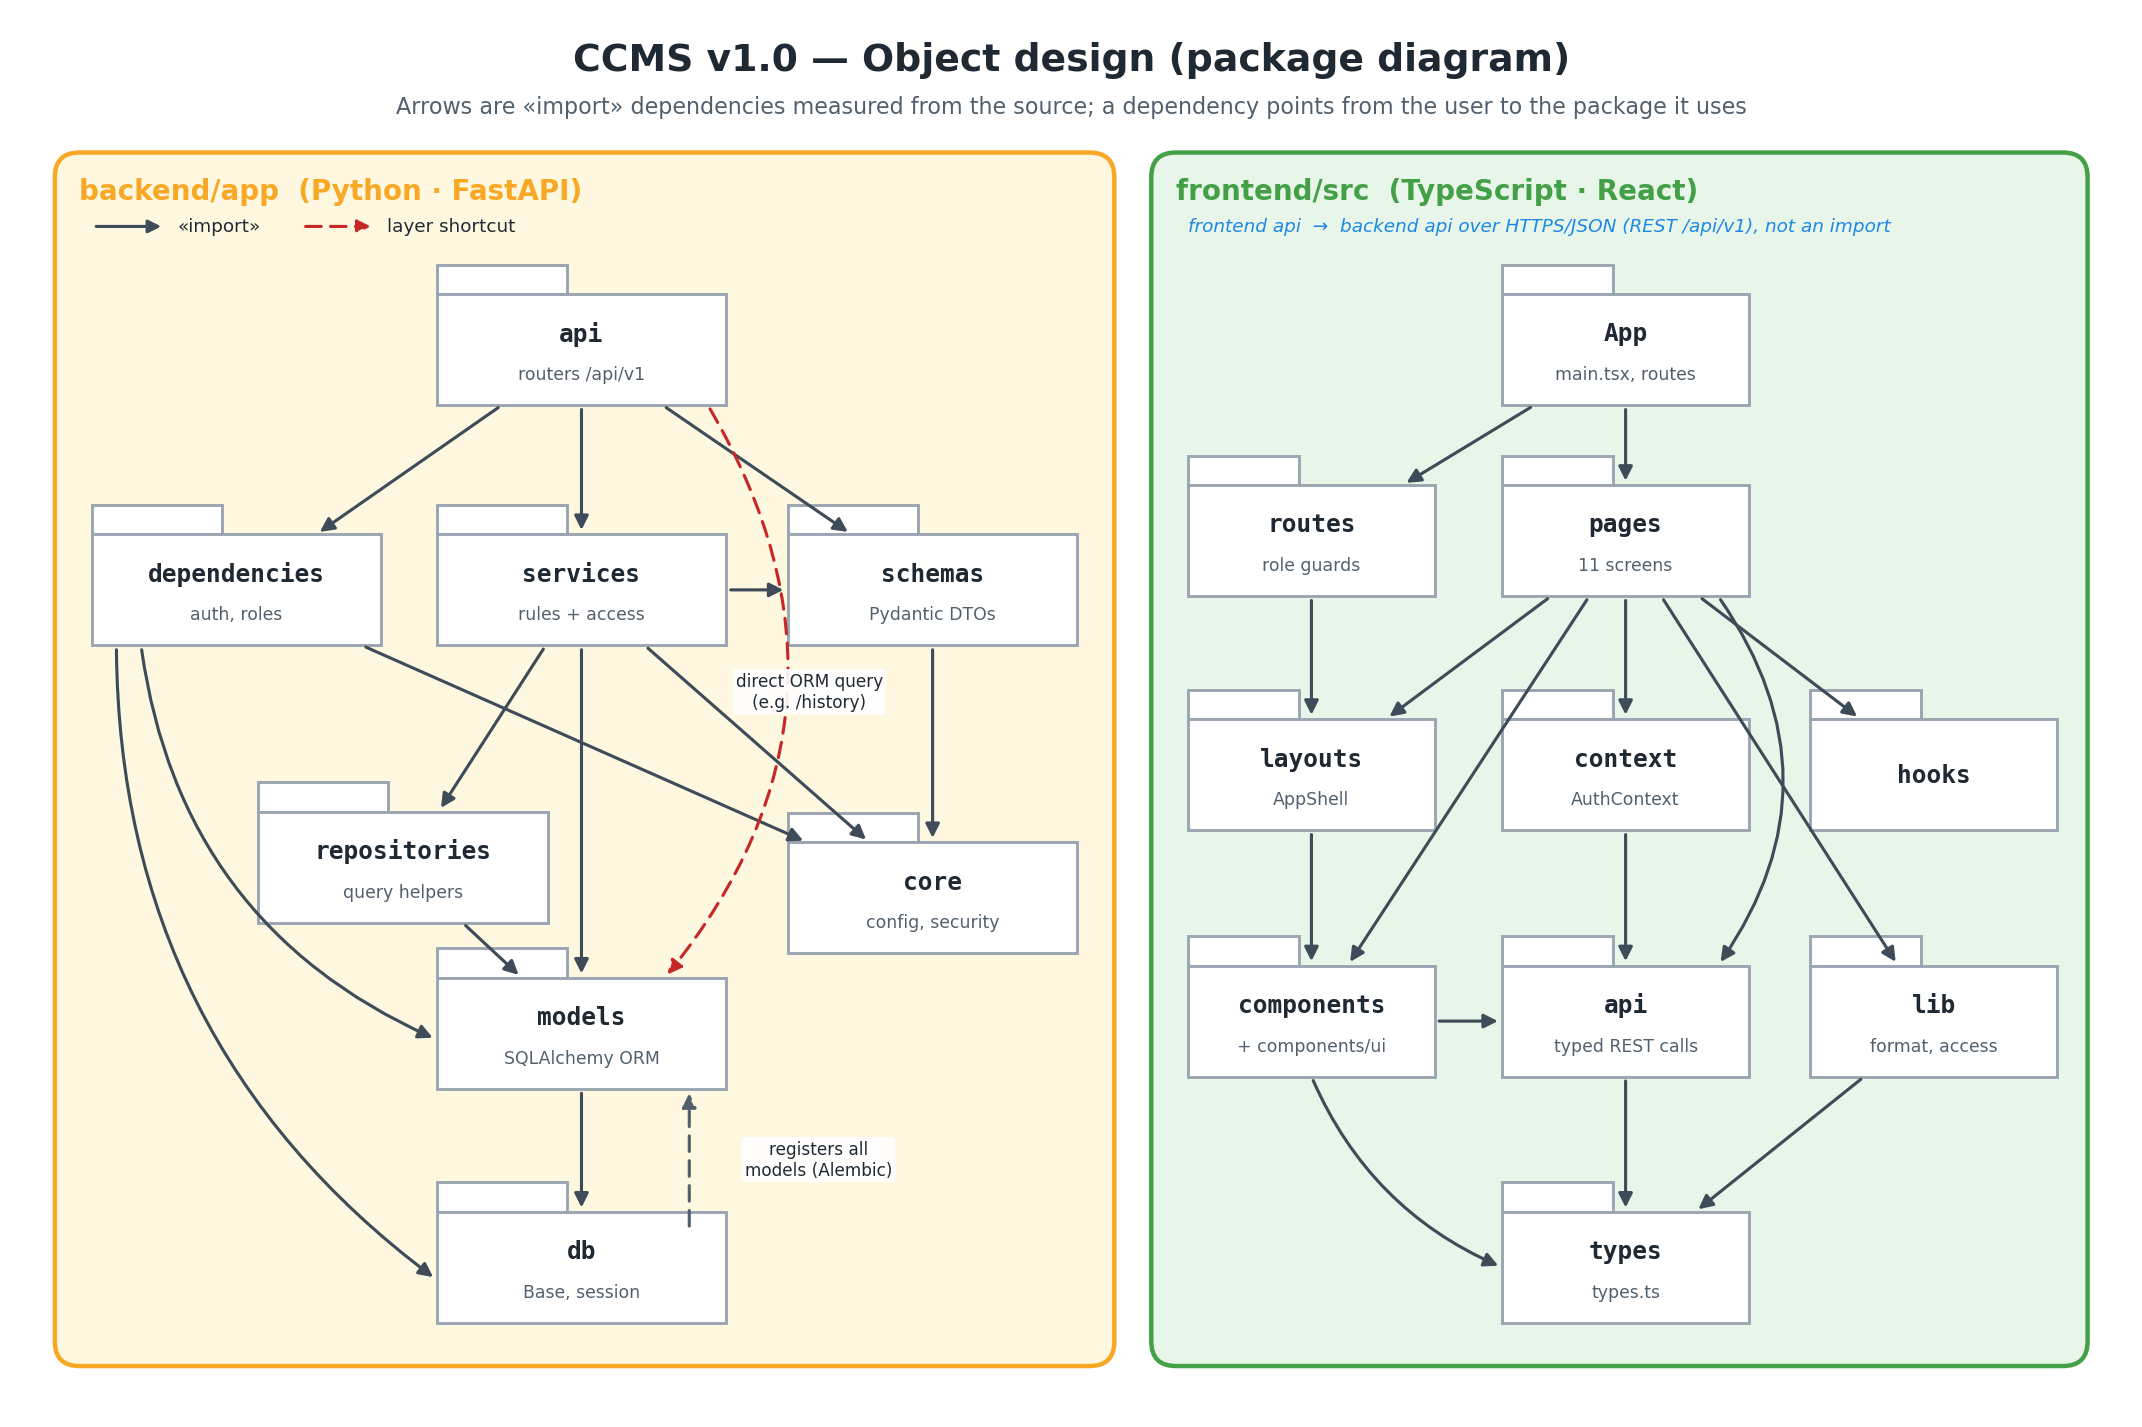 CCMS v1.0 — Object design (package diagram)
Arrows are «import» dependencies measured from the source; a dependency points from the user to the package it uses
backend/app (Python · FastAPI)
«import»
layer shortcut
api
routers /api/v1
dependencies
auth, roles
services
rules + access
schemas
Pydantic DTOs
direct ORM query
(e.g. /history)
repositories
query helpers
core
config, security
models
SQLAlchemy ORM
registers all
models (Alembic)
db
Base, session
frontend/src (TypeScript · React)
frontend api → backend api over HTTPS/JSON (REST /api/v1), not an import
App
main.tsx, routes
routes
role guards
pages
11 screens
layouts
AppShell
context
AuthContext
hooks
components
+ components/ui
api
typed REST calls
lib
format, access
types
types.ts